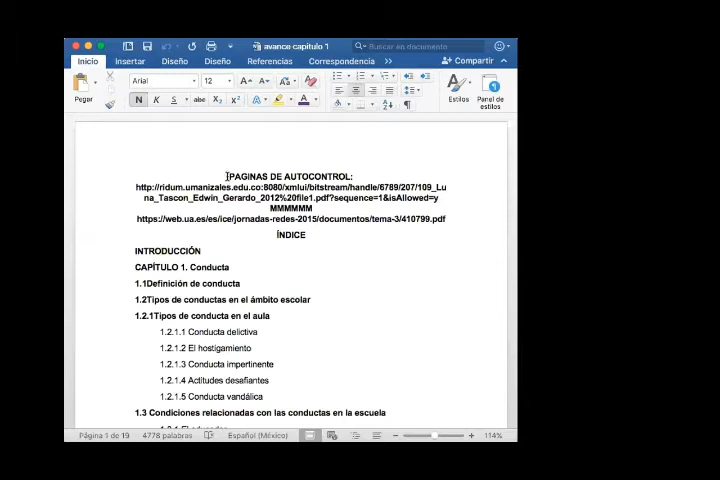 avance capitulo 1
Buscar en documento
Inicio
Insertar
Diseño
Diseño
Referencias
Correspondencia
Compartir
Pegar
Arial
12
N K S abc X₂ X²
Estilos
Panel de
estilos
PAGINAS DE AUTOCONTROL:
http://ridum.umanizales.edu.co:8080/xmlui/bitstream/handle/6789/207/109_Lu
na_Tascon_Edwin_Gerardo_2012%20file1.pdf?sequence=1&isAllowed=y
MMMMMM
https://web.ua.es/es/ice/jornadas-redes-2015/documentos/tema-3/410799.pdf
ÍNDICE
INTRODUCCIÓN
CAPÍTULO 1. Conducta
1.1Definición de conducta
1.2Tipos de conductas en el ámbito escolar
1.2.1Tipos de conducta en el aula
1.2.1.1 Conducta delictiva
1.2.1.2 El hostigamiento
1.2.1.3 Conducta impertinente
1.2.1.4 Actitudes desafiantes
1.2.1.5 Conducta vandálica
1.3 Condiciones relacionadas con las conductas en la escuela
Página 1 de 19
4778 palabras
Español (México)
114%